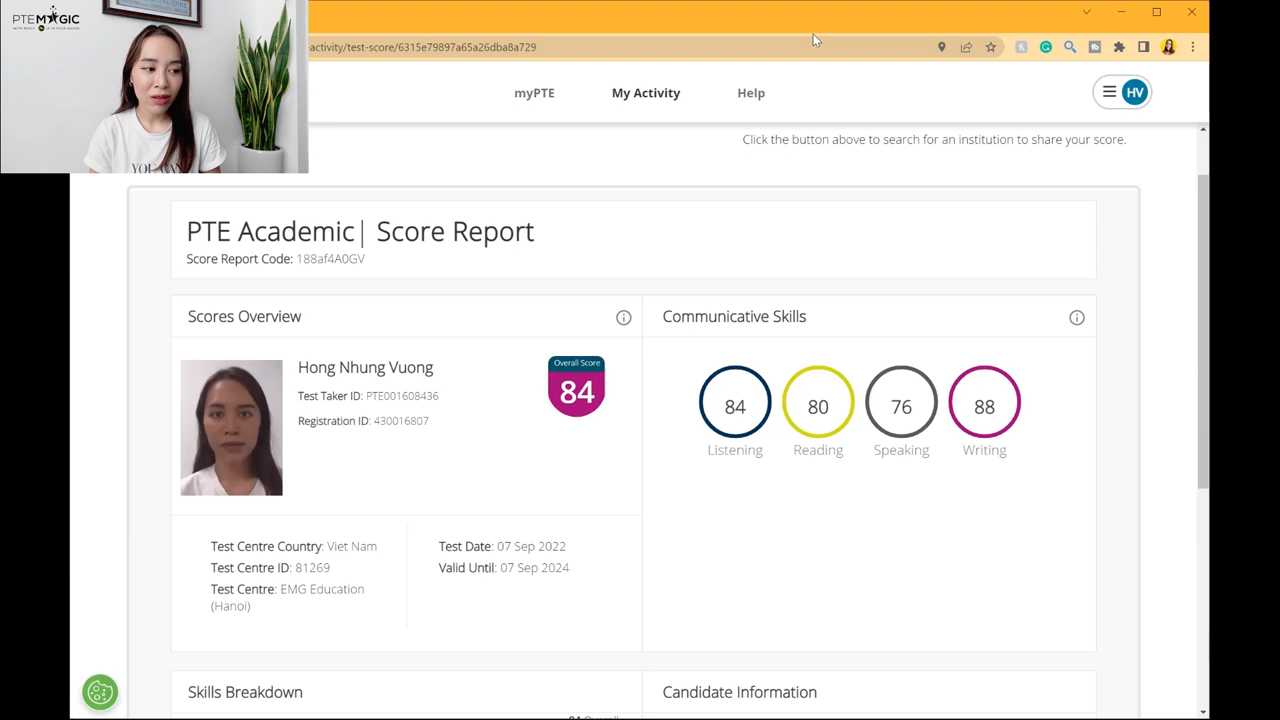 PTE MAGIC
activity/test-score/6315e79897a65a26dba8a729
myPTE
My Activity
Help
HV
Click the button above to search for an institution to share your score.
PTE Academic| Score Report
Score Report Code: 188af4A0GV
Scores Overview
Hong Nhung Vuong
Test Taker ID: PTE001608436
Registration ID: 430016807
Overall Score
84
Test Centre Country: Viet Nam
Test Centre ID: 81269
Test Centre: EMG Education
(Hanoi)
Test Date: 07 Sep 2022
Valid Until: 07 Sep 2024
Communicative Skills
84
Listening
80
Reading
76
Speaking
88
Writing
Skills Breakdown
84 Overall
Candidate Information